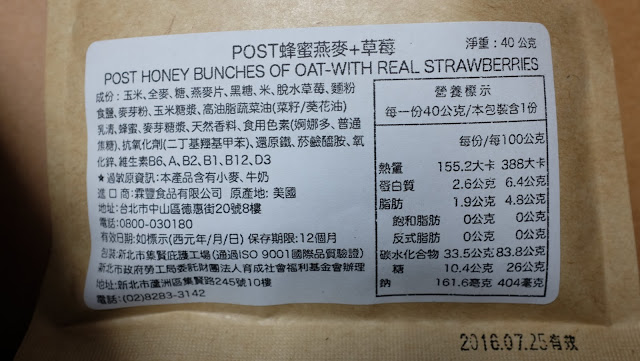 POST蜂蜜燕麥+草莓 淨重：40 公克
POST HONEY BUNCHES OF OAT-WITH REAL STRAWBERRIES
成份：玉米、全麥、糖、燕麥片、黑糖、米、脫水草莓、麵粉
食鹽、麥芽粉、玉米糖漿、高油脂蔬菜油(菜籽/葵花油)
乳清、蜂蜜、麥芽糖漿、天然香料、食用色素(婀娜多、普通
焦糖)、抗氧化劑(二丁基羥基甲苯)、還原鐵、菸鹼醯胺、氧
化鋅、維生素B6、A、B2、B1、B12、D3
★過敏原資訊：本產品含有小麥、牛奶
進 口 商：霖豐食品有限公司 原產地: 美國
地址:台北市中山區德惠街20號8樓
電話:0800-030180
有效日期:如標示(西元年/月/日) 保存期限:12個月
包裝:新北市集賢庇護工場(通過ISO 9001國際品質驗證)
新北市政府勞工局委託財團法人育成社會福利基金會辦理
地址:新北市蘆洲區集賢路245號10樓
電話：(02)8283-3142
營養標示
每一份40公克/本包裝含1份
每份/每100公克
熱量 155.2大卡 388大卡
蛋白質 2.6公克 6.4公克
脂肪 1.9公克 4.8公克
飽和脂肪 0公克 0公克
反式脂肪 0公克 0公克
碳水化合物 33.5公克 83.8公克
糖 10.4公克 26公克
鈉 161.6毫克 404毫克
2016.07.25有效